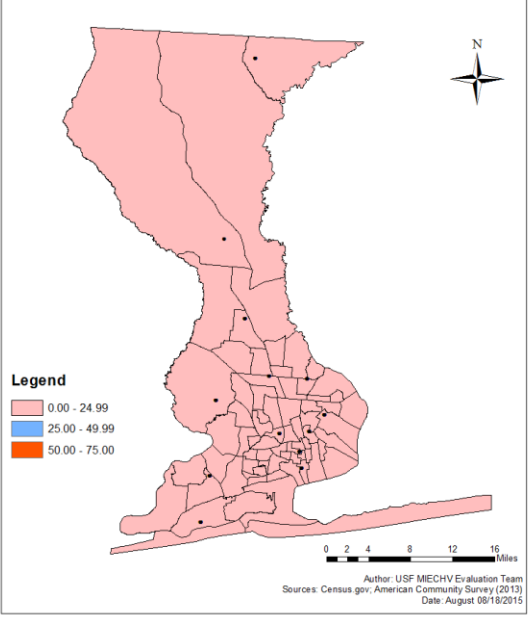 N
Legend
0.00 - 24.99
25.00 - 49.99
50.00 - 75.00
0 2 4 8 12 16
Miles
Author: USF MIECHV Evaluation Team
Sources: Census.gov; American Community Survey (2013)
Date: August 08/18/2015